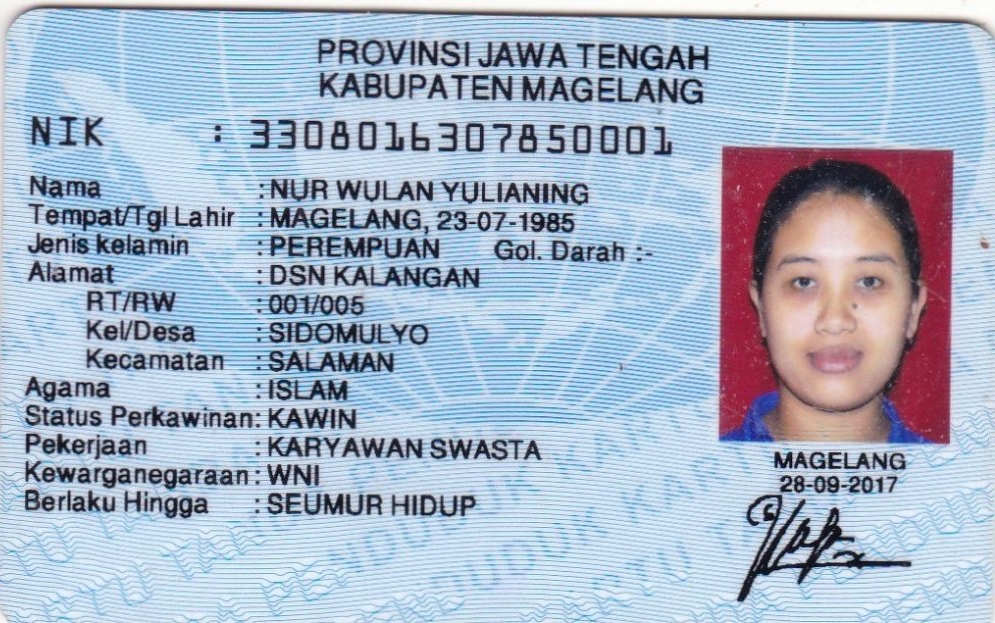 PROVINSI JAWA TENGAH
KABUPATEN MAGELANG
NIK : 3308016307850001
Nama : NUR WULAN YULIANING
Tempat/Tgl Lahir : MAGELANG, 23-07-1985
Jenis kelamin : PEREMPUAN Gol. Darah :-
Alamat : DSN KALANGAN
RT/RW : 001/005
Kel/Desa : SIDOMULYO
Kecamatan : SALAMAN
Agama : ISLAM
Status Perkawinan: KAWIN
Pekerjaan : KARYAWAN SWASTA
Kewarganegaraan: WNI
Berlaku Hingga : SEUMUR HIDUP
MAGELANG
28-09-2017